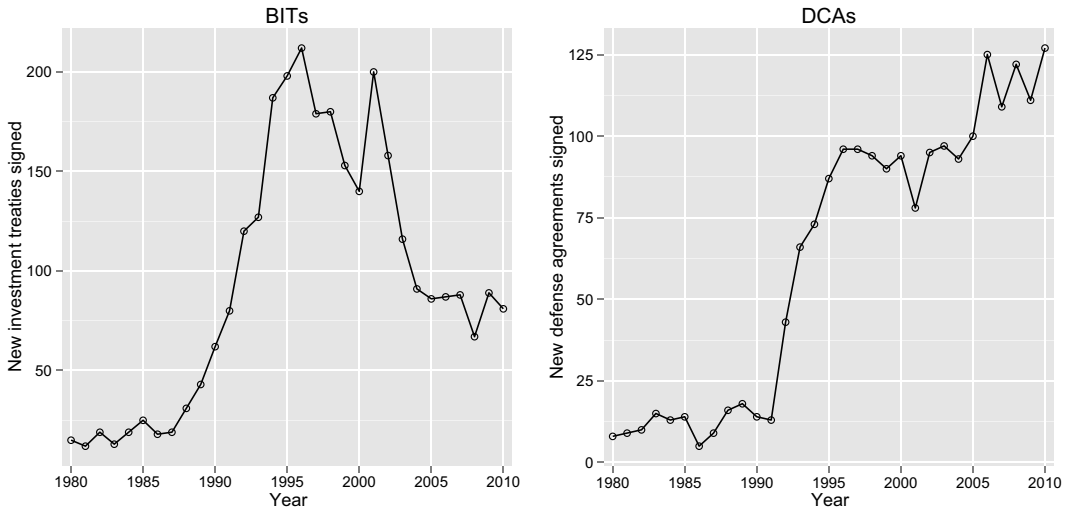 BITs
New investment treaties signed
200
150
100
50
1980 1985 1990 1995 2000 2005 2010
Year
DCAs
New defense agreements signed
125
100
75
50
25
0
1980 1985 1990 1995 2000 2005 2010
Year